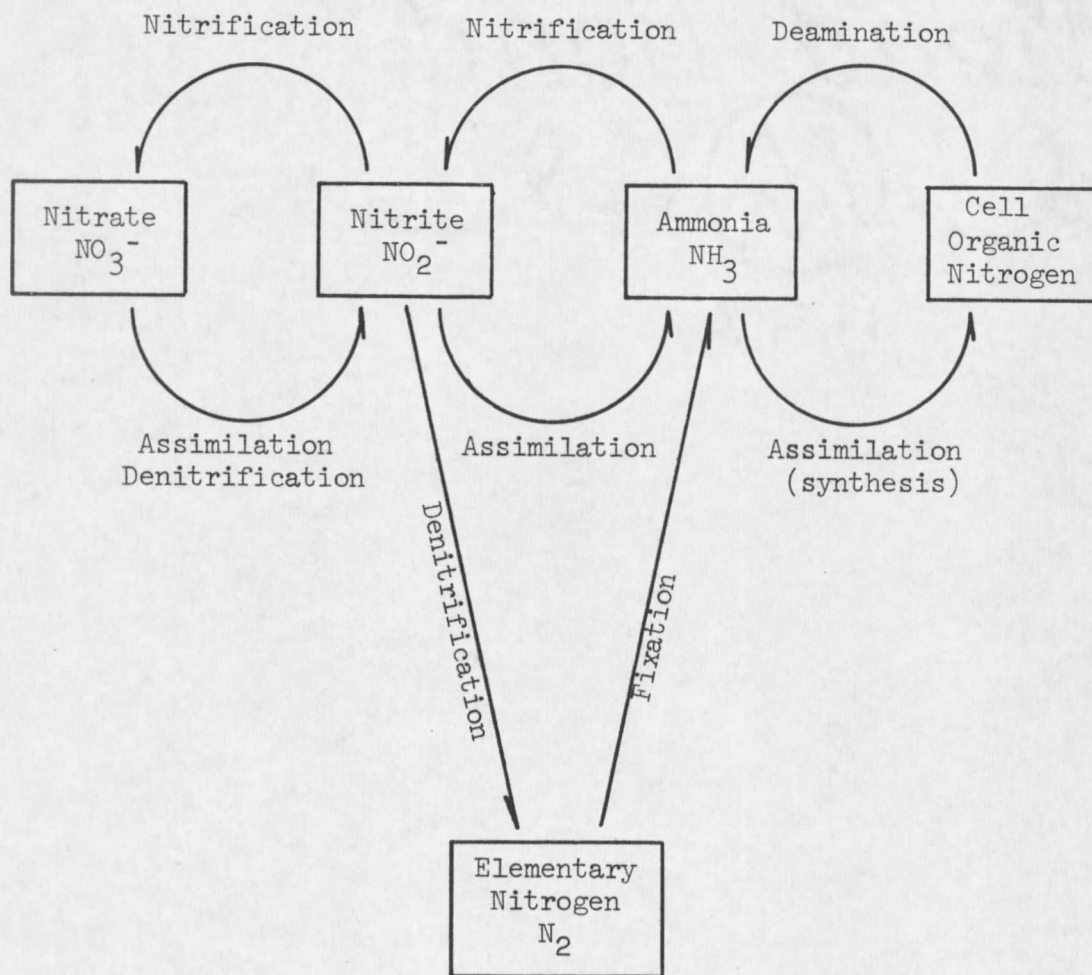 Nitrification
Nitrification
Deamination
Nitrate
NO3-
Nitrite
NO2-
Ammonia
NH3
Cell
Organic
Nitrogen
Assimilation
Denitrification
Assimilation
Assimilation
(synthesis)
Denitrification
Fixation
Elementary
Nitrogen
N2